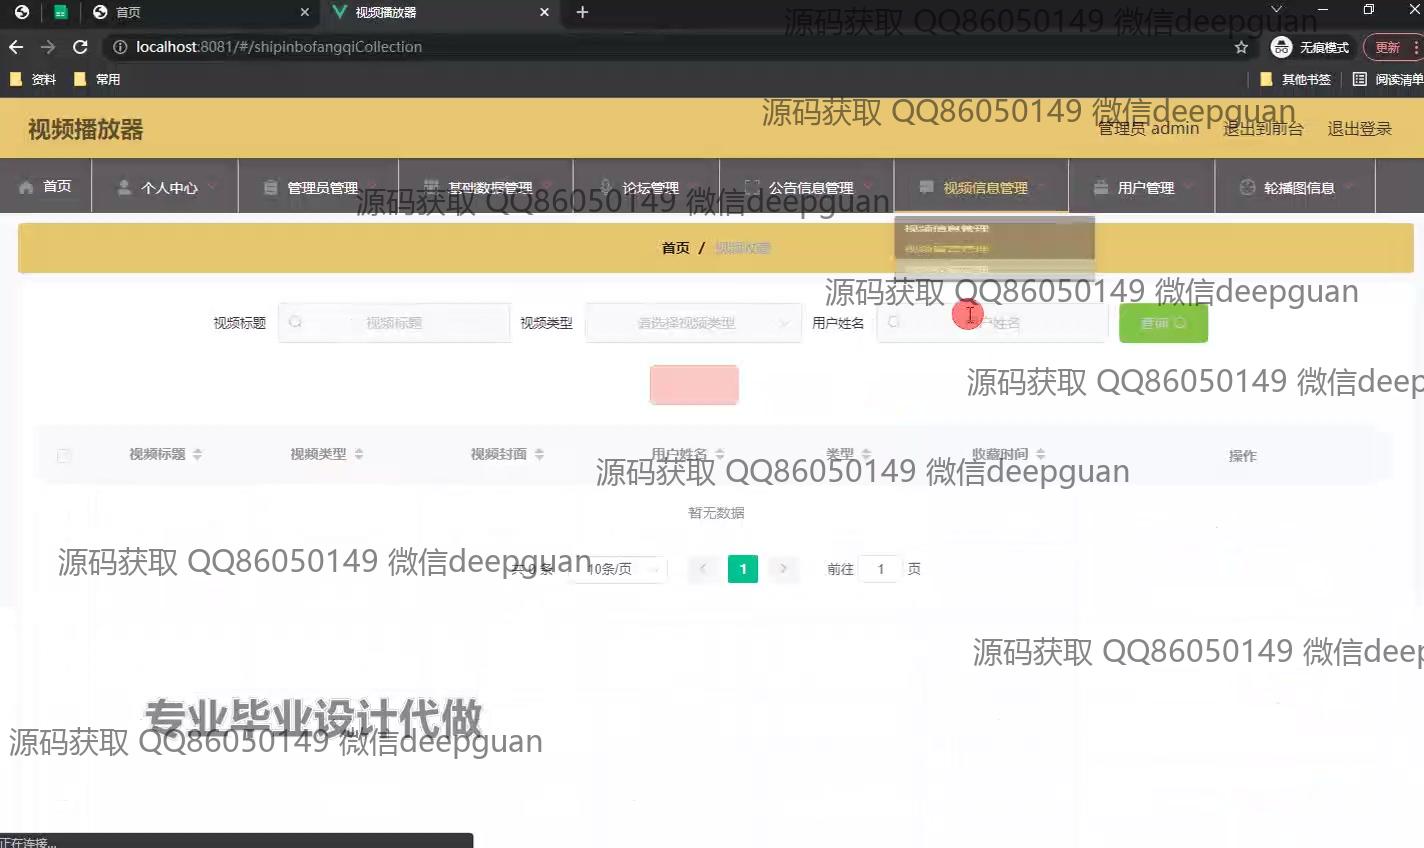 首页
视频播放器
源码获取 QQ86050149 微信deepguan
localhost:8081/#/shipinbofangqiCollection
无痕模式
更新
资料
常用
其他书签
阅读清单
源码获取 QQ86050149 微信deepguan
视频播放器
管理员 admin
退出到前台
退出登录
首页
个人中心
管理员管理
基础数据管理
论坛管理
公告信息管理
视频信息管理
用户管理
轮播图信息
源码获取 QQ86050149 微信deepguan
视频信息管理
首页 / 视频收藏
源码获取 QQ86050149 微信deepguan
视频标题
视频标题
视频类型
请选择视频类型
用户姓名
户姓名
查询
源码获取 QQ86050149 微信deep
视频标题
视频类型
视频封面
用户姓名
类型
收藏时间
操作
源码获取 QQ86050149 微信deepguan
暂无数据
源码获取 QQ86050149 微信deepguan
共 0 条
10条/页
1
前往
1
页
源码获取 QQ86050149 微信deep
专业毕业设计代做
源码获取 QQ86050149 微信deepguan
正在连接...